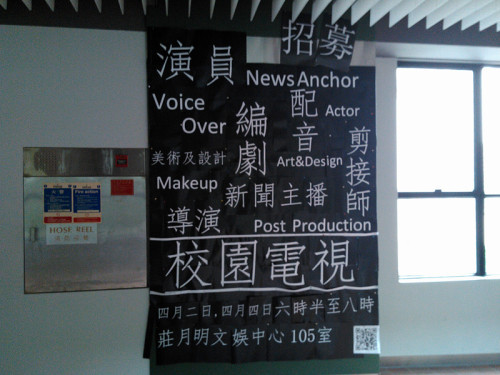 招募
演員
News Anchor
Voice
Over
編劇
配音
Actor
剪接師
美術及設計
Art&Design
Makeup
新聞主播
導演
Post Production
校園電視
四月二日,四月四日六時半至八時
莊月明文娛中心 105室
Fire action
HOSE REEL